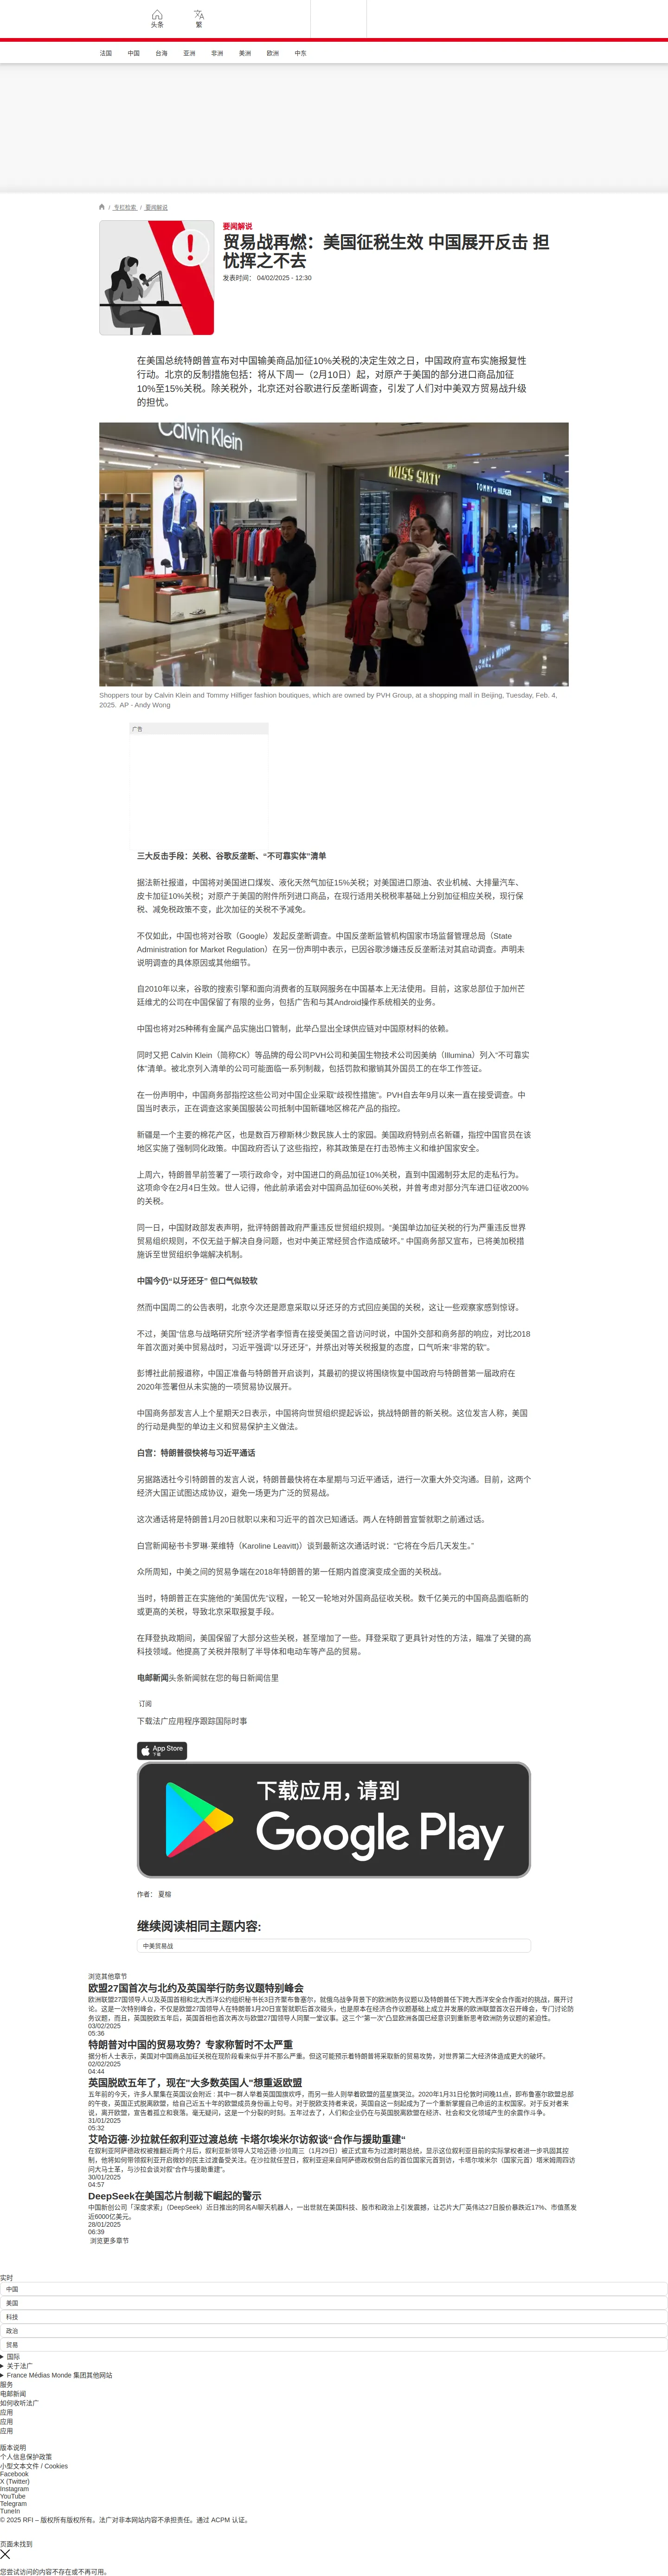 头条
繁
法国 中国 台海 亚洲 非洲 美洲 欧洲 中东
/ 专栏检索 / 要闻解说
要闻解说
贸易战再燃：美国征税生效 中国展开反击 担
忧挥之不去
发表时间： 04/02/2025 - 12:30
在美国总统特朗普宣布对中国输美商品加征10%关税的决定生效之日，中国政府宣布实施报复性
行动。北京的反制措施包括：将从下周一（2月10日）起，对原产于美国的部分进口商品加征
10%至15%关税。除关税外，北京还对谷歌进行反垄断调查，引发了人们对中美双方贸易战升级
的担忧。
Calvin Klein
MISS SIXTY
TOMMY HILFIGER
Shoppers tour by Calvin Klein and Tommy Hilfiger fashion boutiques, which are owned by PVH Group, at a shopping mall in Beijing, Tuesday, Feb. 4,
2025. AP - Andy Wong
广告
三大反击手段：关税、谷歌反垄断、“不可靠实体”清单
据法新社报道，中国将对美国进口煤炭、液化天然气加征15%关税；对美国进口原油、农业机械、大排量汽车、
皮卡加征10%关税；对原产于美国的附件所列进口商品，在现行适用关税税率基础上分别加征相应关税，现行保
税、减免税政策不变，此次加征的关税不予减免。
不仅如此，中国也将对谷歌（Google）发起反垄断调查。中国反垄断监管机构国家市场监督管理总局（State
Administration for Market Regulation）在另一份声明中表示，已因谷歌涉嫌违反反垄断法对其启动调查。声明未
说明调查的具体原因或其他细节。
自2010年以来，谷歌的搜索引擎和面向消费者的互联网服务在中国基本上无法使用。目前，这家总部位于加州芒
廷维尤的公司在中国保留了有限的业务，包括广告和与其Android操作系统相关的业务。
中国也将对25种稀有金属产品实施出口管制，此举凸显出全球供应链对中国原材料的依赖。
同时又把 Calvin Klein（简称CK）等品牌的母公司PVH公司和美国生物技术公司因美纳（Illumina）列入“不可靠实
体”清单。被北京列入清单的公司可能面临一系列制裁，包括罚款和撤销其外国员工的在华工作签证。
在一份声明中，中国商务部指控这些公司对中国企业采取“歧视性措施”。PVH自去年9月以来一直在接受调查。中
国当时表示，正在调查这家美国服装公司抵制中国新疆地区棉花产品的指控。
新疆是一个主要的棉花产区，也是数百万穆斯林少数民族人士的家园。美国政府特别点名新疆，指控中国官员在该
地区实施了强制同化政策。中国政府否认了这些指控，称其政策是在打击恐怖主义和维护国家安全。
上周六，特朗普早前签署了一项行政命令，对中国进口的商品加征10%关税，直到中国遏制芬太尼的走私行为。
这项命令在2月4日生效。世人记得，他此前承诺会对中国商品加征60%关税，并曾考虑对部分汽车进口征收200%
的关税。
同一日，中国财政部发表声明，批评特朗普政府严重违反世贸组织规则。“美国单边加征关税的行为严重违反世界
贸易组织规则，不仅无益于解决自身问题，也对中美正常经贸合作造成破坏。” 中国商务部又宣布，已将美加税措
施诉至世贸组织争端解决机制。
中国今仍“以牙还牙” 但口气似较软
然而中国周二的公告表明，北京今次还是愿意采取以牙还牙的方式回应美国的关税，这让一些观察家感到惊讶。
不过，美国“信息与战略研究所”经济学者李恒青在接受美国之音访问时说，中国外交部和商务部的响应，对比2018
年首次面对美中贸易战时，习近平强调“以牙还牙”，并祭出对等关税报复的态度，口气听来“非常的软”。
彭博社此前报道称，中国正准备与特朗普开启谈判，其最初的提议将围绕恢复中国政府与特朗普第一届政府在
2020年签署但从未实施的一项贸易协议展开。
中国商务部发言人上个星期天2日表示，中国将向世贸组织提起诉讼，挑战特朗普的新关税。这位发言人称，美国
的行动是典型的单边主义和贸易保护主义做法。
白宫：特朗普很快将与习近平通话
另据路透社今引特朗普的发言人说，特朗普最快将在本星期与习近平通话，进行一次重大外交沟通。目前，这两个
经济大国正试图达成协议，避免一场更为广泛的贸易战。
这次通话将是特朗普1月20日就职以来和习近平的首次已知通话。两人在特朗普宣誓就职之前通过话。
白宫新闻秘书卡罗琳·莱维特（Karoline Leavitt)）谈到最新这次通话时说：“它将在今后几天发生。”
众所周知，中美之间的贸易争端在2018年特朗普的第一任期内首度演变成全面的关税战。
当时，特朗普正在实施他的“美国优先”议程，一轮又一轮地对外国商品征收关税。数千亿美元的中国商品面临新的
或更高的关税，导致北京采取报复手段。
在拜登执政期间，美国保留了大部分这些关税，甚至增加了一些。拜登采取了更具针对性的方法，瞄准了关键的高
科技领域。他提高了关税并限制了半导体和电动车等产品的贸易。
电邮新闻头条新闻就在您的每日新闻信里
订阅
下载法广应用程序跟踪国际时事
App Store
下载
下载应用，请到
Google Play
作者： 夏榕
继续阅读相同主题内容:
中美贸易战
浏览其他章节
欧盟27国首次与北约及英国举行防务议题特别峰会
欧洲联盟27国领导人以及英国首相和北大西洋公约组织秘书长3日齐聚布鲁塞尔，就俄乌战争背景下的欧洲防务议题以及特朗普任下跨大西洋安全合作面对的挑战，展开讨
论。这是一次特别峰会，不仅是欧盟27国领导人在特朗普1月20日宣誓就职后首次碰头，也是原本在经济合作议题基础上成立并发展的欧洲联盟首次召开峰会，专门讨论防
务议题，而且，英国脱欧五年后，英国首相也首次再次与欧盟27国领导人同聚一堂议事。这三个“第一次”凸显欧洲各国已经意识到重新思考欧洲防务议题的紧迫性。
03/02/2025
05:36
特朗普对中国的贸易攻势？专家称暂时不太严重
据分析人士表示，美国对中国商品加征关税在现阶段看来似乎并不那么严重。但这可能预示着特朗普将采取新的贸易攻势，对世界第二大经济体造成更大的破坏。
02/02/2025
04:44
英国脱欧五年了，现在"大多数英国人"想重返欧盟
五年前的今天，许多人聚集在英国议会附近 : 其中一群人举着英国国旗欢呼，而另一些人则举着欧盟的蓝星旗哭泣。2020年1月31日伦敦时间晚11点，即布鲁塞尔欧盟总部
的午夜，英国正式脱离欧盟，给自己近五十年的欧盟成员身份画上句号。对于脱欧支持者来说，英国自这一刻起成为了一个重新掌握自己命运的主权国家。对于反对者来
说，离开欧盟，宣告着孤立和衰落。毫无疑问，这是一个分裂的时刻。五年过去了，人们和企业仍在与英国脱离欧盟在经济、社会和文化领域产生的余震作斗争。
31/01/2025
05:32
艾哈迈德·沙拉就任叙利亚过渡总统 卡塔尔埃米尔访叙谈“合作与援助重建“
在叙利亚阿萨德政权被推翻近两个月后，叙利亚新领导人艾哈迈德·沙拉周三（1月29日）被正式宣布为过渡时期总统，显示这位叙利亚目前的实际掌权者进一步巩固其控
制，他将如何带领叙利亚开启微妙的民主过渡备受关注。在沙拉就任翌日，叙利亚迎来自阿萨德政权倒台后的首位国家元首到访，卡塔尔埃米尔（国家元首）塔米姆周四访
问大马士革，与沙拉会谈对叙“合作与援助重建”。
30/01/2025
04:57
DeepSeek在美国芯片制裁下崛起的警示
中国新创公司「深度求索」（DeepSeek）近日推出的同名AI聊天机器人，一出世就在美国科技、股市和政治上引发震撼，让芯片大厂英伟达27日股价暴跌近17%、市值蒸发
近6000亿美元。
28/01/2025
06:39
浏览更多章节
实时
中国
美国
科技
政治
贸易
国际
关于法广
France Médias Monde 集团其他网站
服务
电邮新闻
如何收听法广
应用
应用
应用
版本说明
个人信息保护政策
小型文本文件 / Cookies
Facebook
X (Twitter)
Instagram
YouTube
Telegram
TuneIn
© 2025 RFI – 版权所有版权所有。法广对非本网站内容不承担责任。通过 ACPM 认证。
页面未找到
您尝试访问的内容不存在或不再可用。